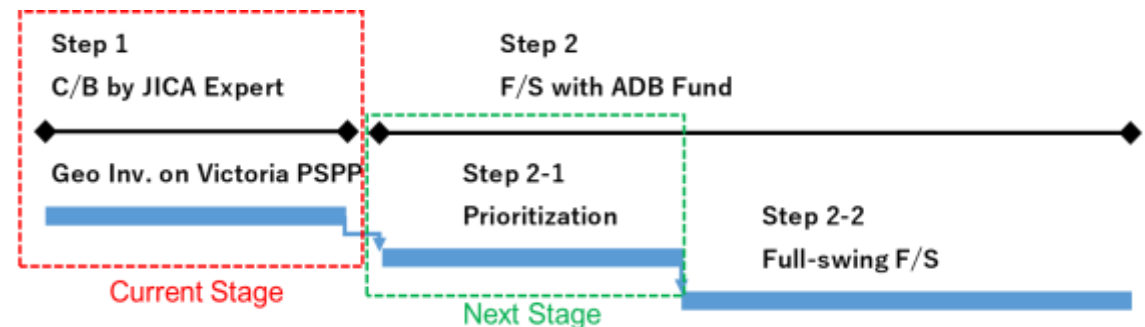 Step 1
C/B by JICA Expert
Step 2
F/S with ADB Fund
Geo Inv. on Victoria PSPP
Step 2-1
Prioritization
Step 2-2
Full-swing F/S
Current Stage
Next Stage